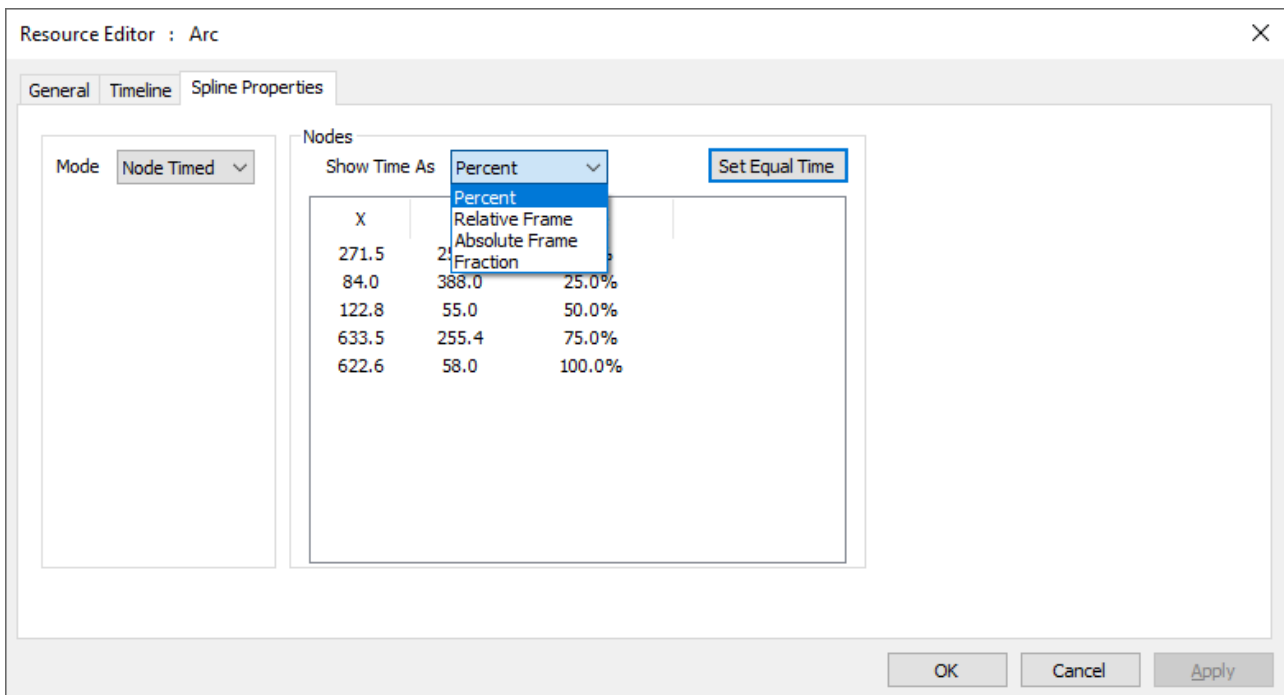 Resource Editor : Arc
General Timeline Spline Properties
Mode Node Timed
Nodes
Show Time As Percent Set Equal Time
Percent
Relative Frame
Absolute Frame
Fraction
X
271.5
84.0 388.0 25.0%
122.8 55.0 50.0%
633.5 255.4 75.0%
622.6 58.0 100.0%
OK Cancel Apply